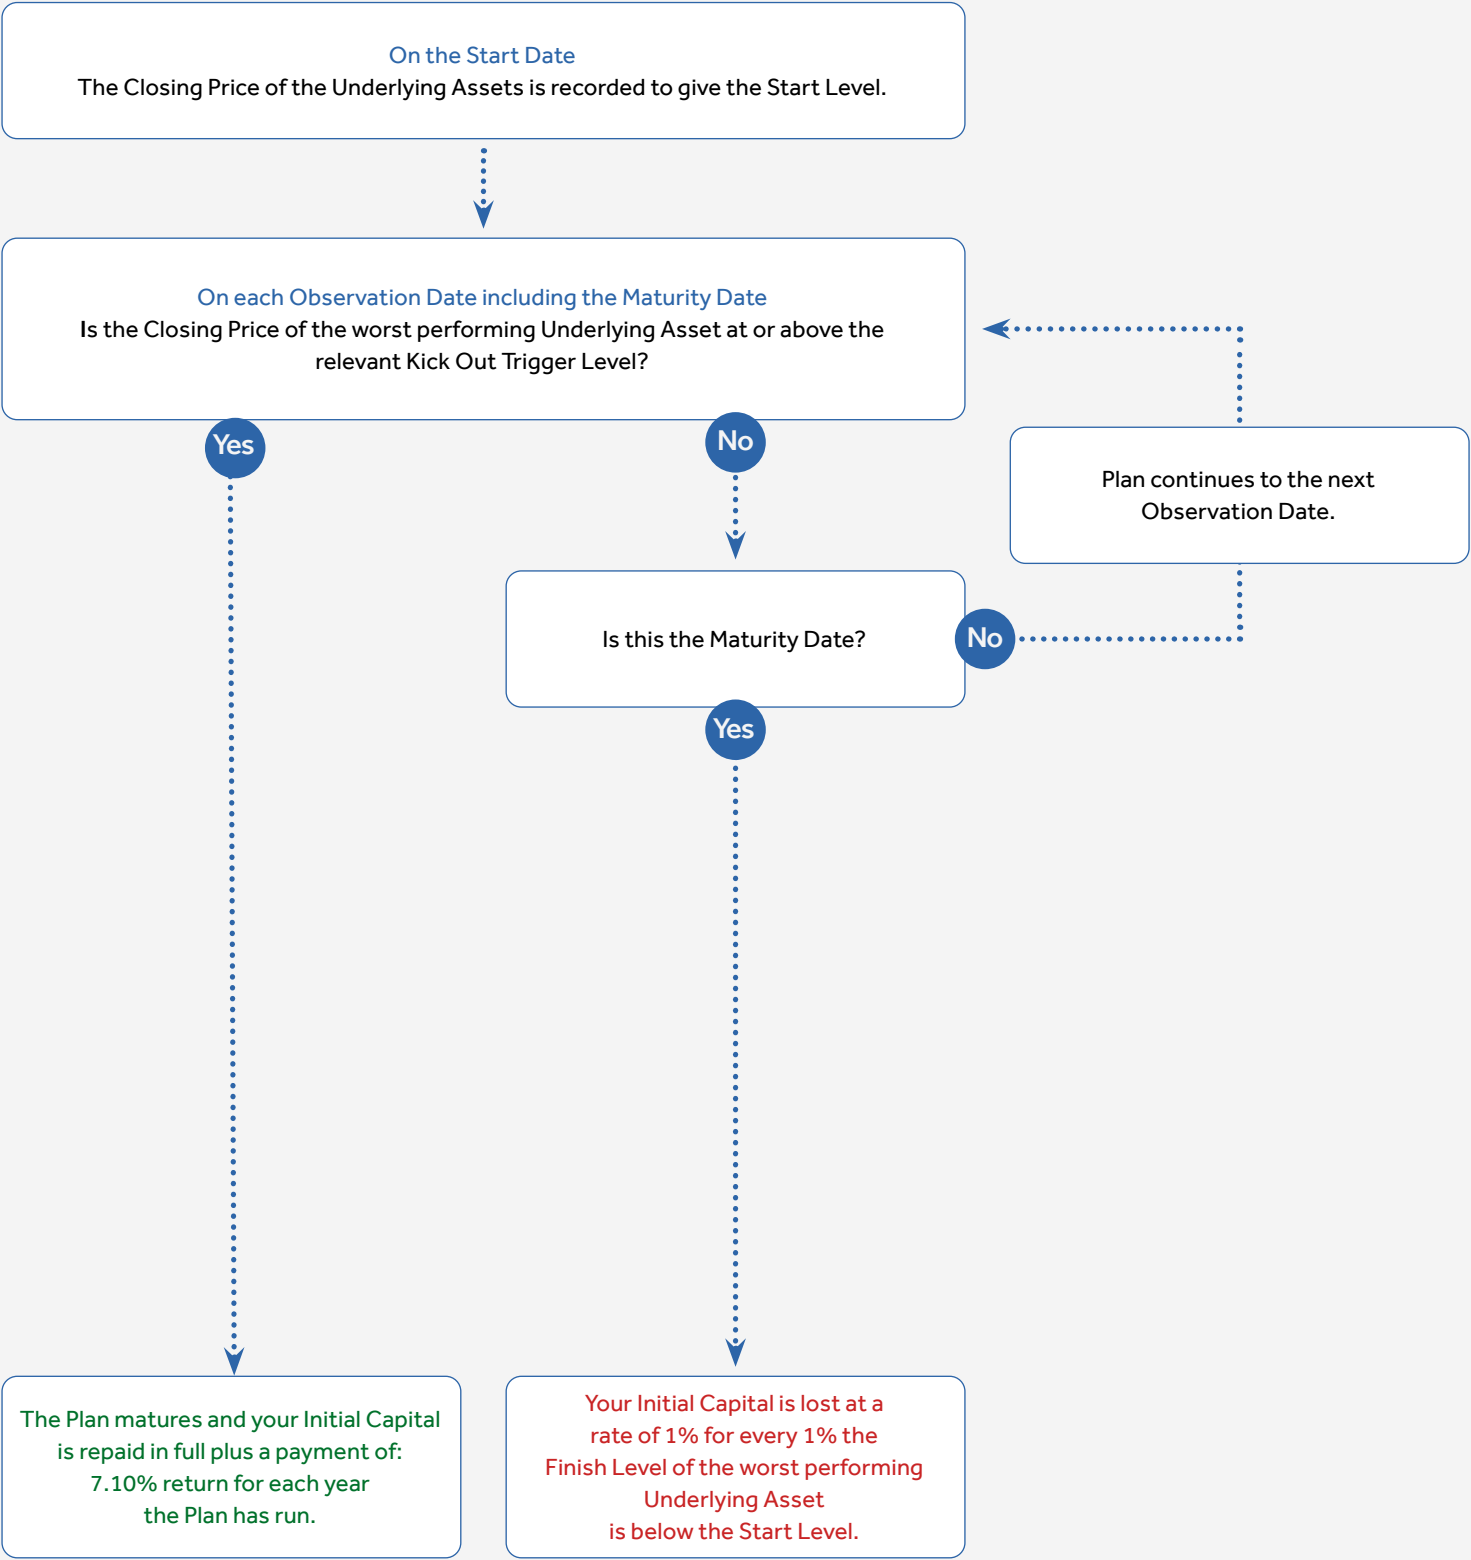 On the Start Date
The Closing Price of the Underlying Assets is recorded to give the Start Level.
On each Observation Date including the Maturity Date
Is the Closing Price of the worst performing Underlying Asset at or above the
relevant Kick Out Trigger Level?
Yes
No
Plan continues to the next
Observation Date.
Is this the Maturity Date?
No
Yes
The Plan matures and your Initial Capital
is repaid in full plus a payment of:
7.10% return for each year
the Plan has run.
Your Initial Capital is lost at a
rate of 1% for every 1% the
Finish Level of the worst performing
Underlying Asset
is below the Start Level.